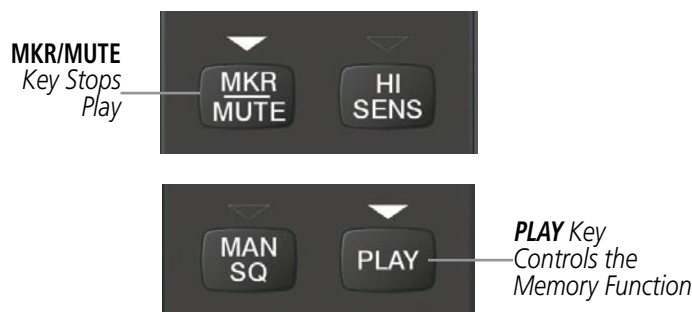 MKR/MUTE
Key Stops
Play
MKR
MUTE
HI
SENS
MAN
SQ
PLAY
PLAY Key
Controls the
Memory Function